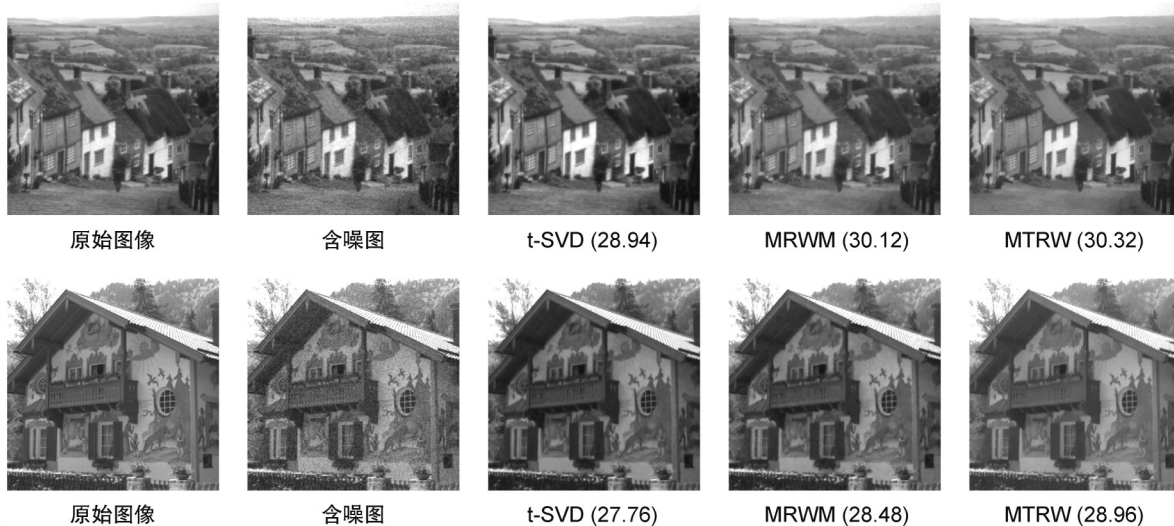 原始图像 含噪图 t-SVD (28.94) MRWM (30.12) MTRW (30.32)
原始图像 含噪图 t-SVD (27.76) MRWM (28.48) MTRW (28.96)